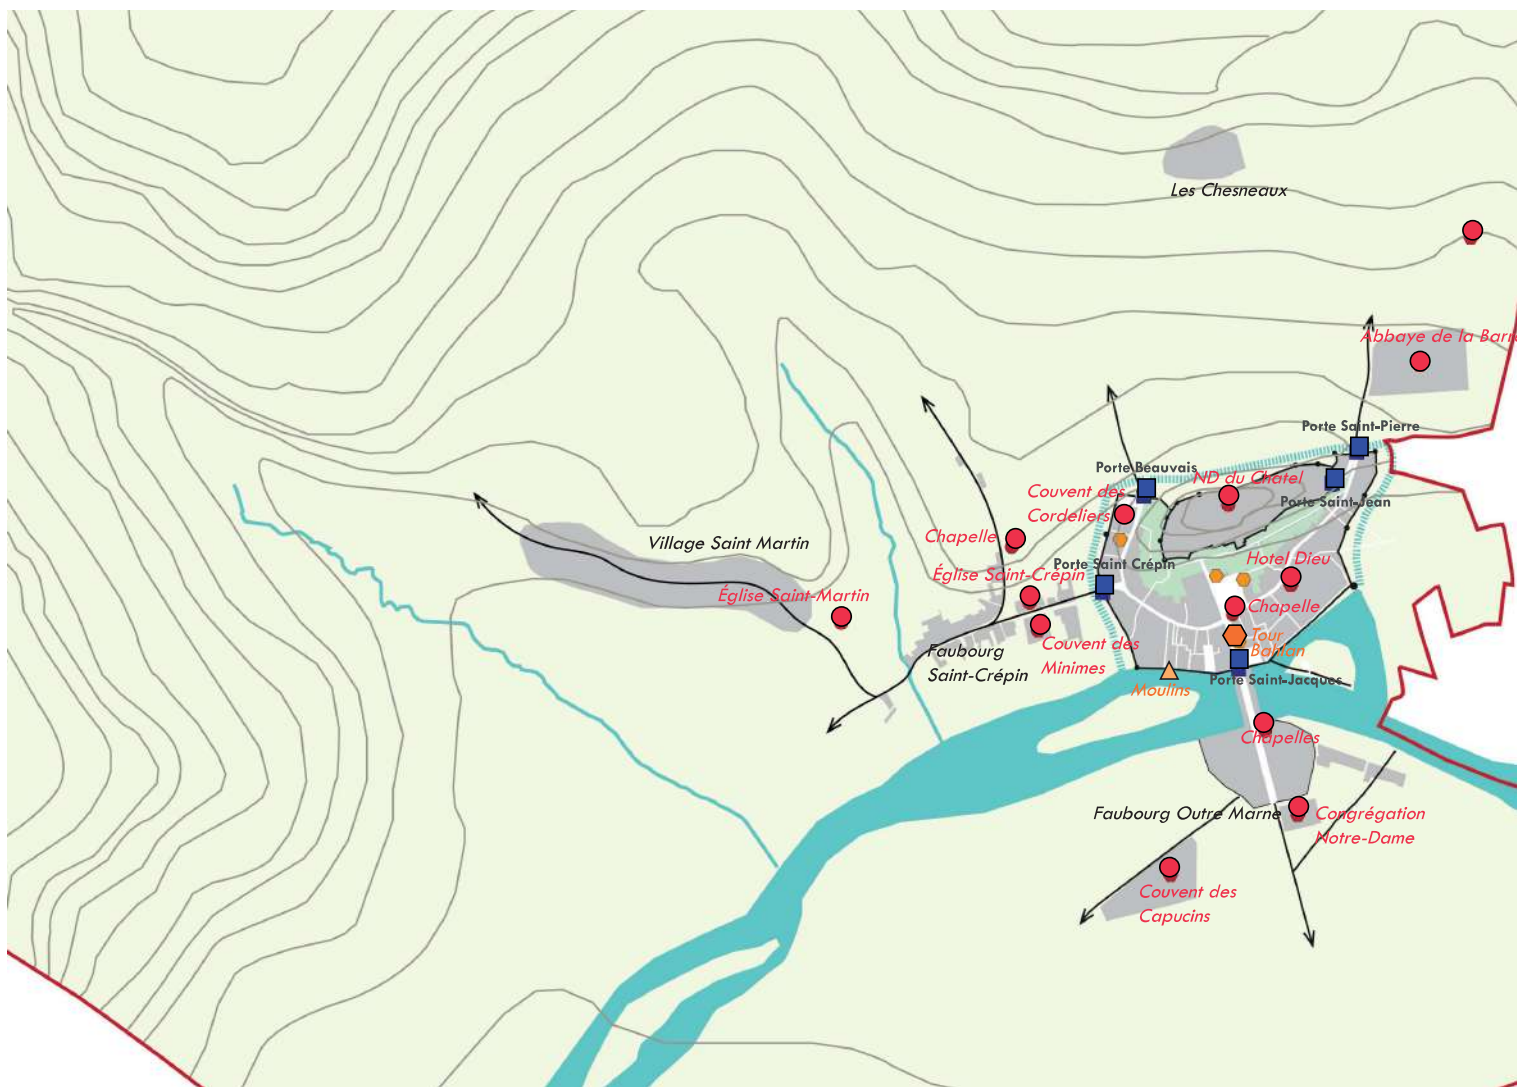 Les Chesneaux
Abbaye de la Barr
Porte Saint-Pierre
Porte Beauvais
ND du Chatel
Couvent des
Cordeliers
Porte Saint-Jean
Village Saint Martin
Chapelle
Porte Saint Crépin
Hotel Dieu
Église Saint-Crépin
Église Saint-Martin
Chapelle
Tour
Bahlan
Faubourg
Saint-Crépin
Couvent des
Minimes
Porte Saint-Jacques
Moulins
Chapelles
Faubourg Outre Marne
Congrégation
Notre-Dame
Couvent des
Capucins